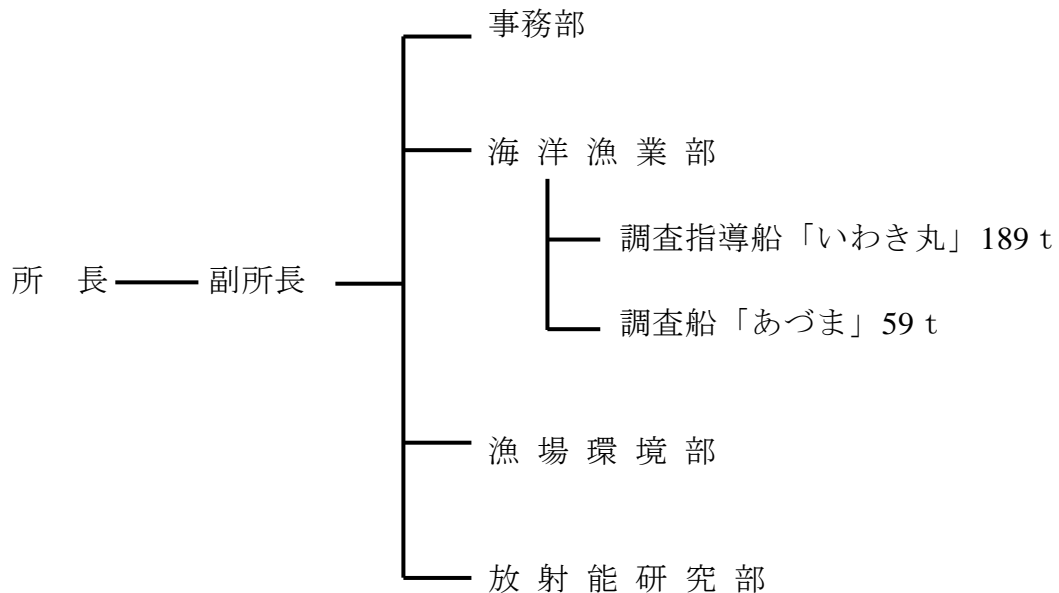 事務部
海洋漁業部
調査指導船「いわき丸」189ｔ
所　長
副所長
調査船「あづま」59ｔ
漁場環境部
放射能研究部